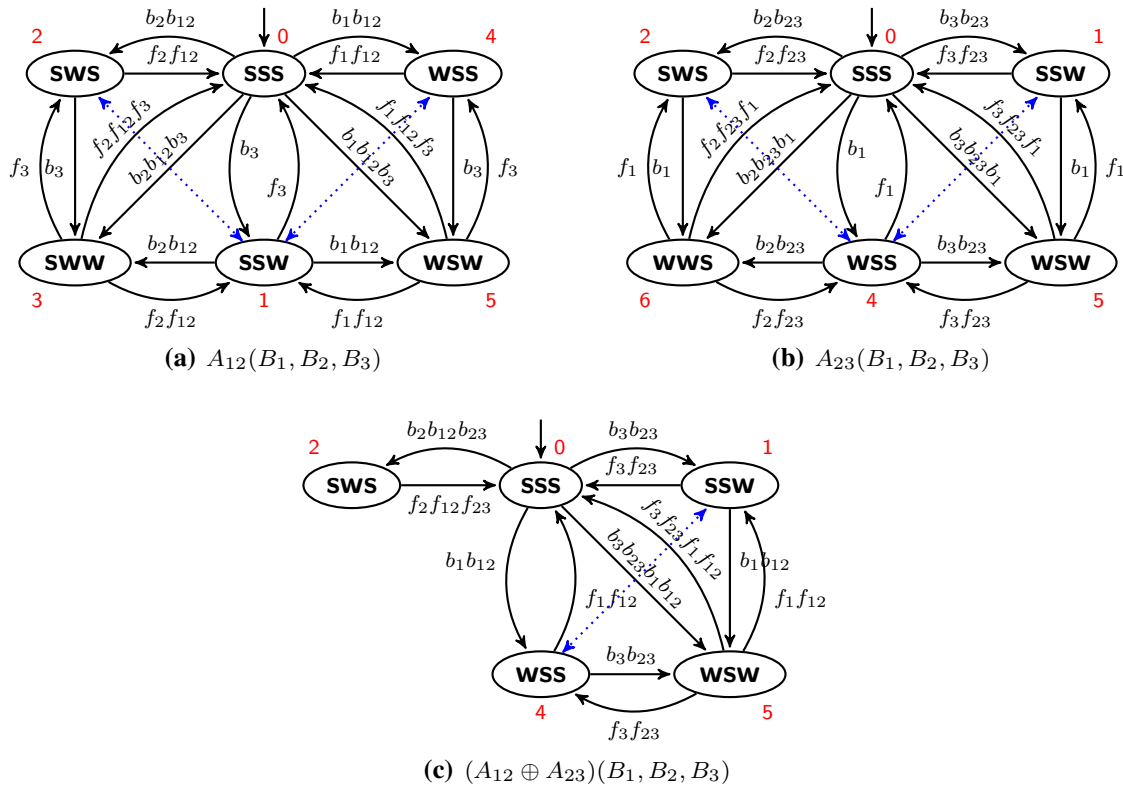 2 b₂b₁₂ 0 b₁b₁₂ 4
SWS f₂f₁₂ SSS f₁f₁₂ WSS
f₂f₁₂f₃ f₁f₁₂f₃
f₃ b₃ b₂b₁₂b₃ b₃ f₃ b₁b₁₂b₃ b₃ f₃
SWW b₂b₁₂ SSW b₁b₁₂ WSW
3 f₂f₁₂ 1 f₁f₁₂ 5
(a) A₁₂(B₁, B₂, B₃)
2 b₂b₂₃ 0 b₃b₂₃ 1
SWS f₂f₂₃ SSS f₃f₂₃ SSW
f₂f₂₃f₁ f₃f₂₃f₁
f₁ b₁ b₂b₂₃b₁ b₁ f₁ b₃b₂₃b₁ b₁ f₁
WWS b₂b₂₃ WSS b₃b₂₃ WSW
6 f₂f₂₃ 4 f₃f₂₃ 5
(b) A₂₃(B₁, B₂, B₃)
2 b₂b₁₂b₂₃ 0 b₃b₂₃ 1
SWS f₂f₁₂f₂₃ SSS f₃f₂₃ SSW
f₃f₂₃f₁f₁₂
b₁b₁₂ f₁f₁₂ b₃b₂₃b₁b₁₂ b₁b₁₂ f₁f₁₂
WSS b₃b₂₃ WSW
4 f₃f₂₃ 5
(c) (A₁₂ ⊕ A₂₃)(B₁, B₂, B₃)